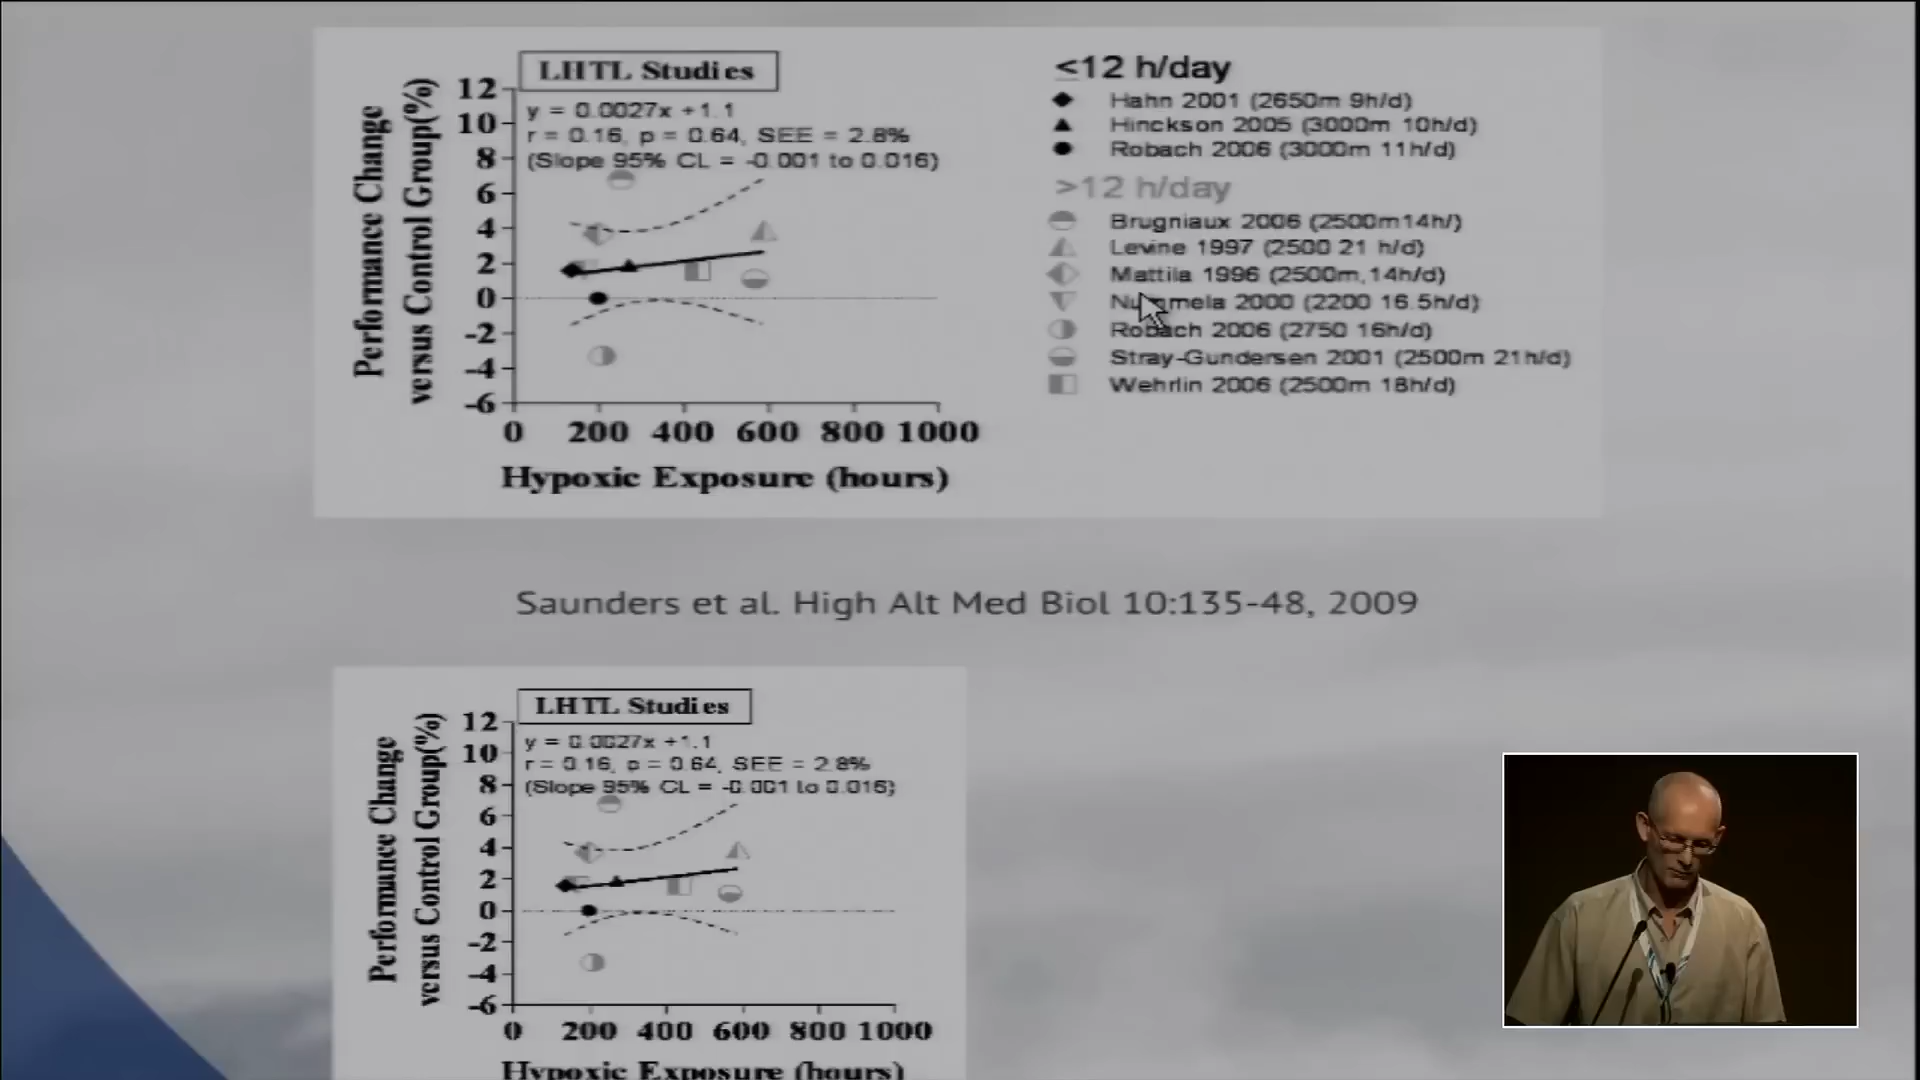 LHTL Studies
y = 0.0027x +1.1
r = 0.16, p = 0.64, SEE = 2.8%
(Slope 95% CL = -0.001 to 0.016)
Performance Change
versus Control Group(%)
12
10
8
6
4
2
0
-2
-4
-6
0 200 400 600 800 1000
Hypoxic Exposure (hours)
<12 h/day
Hahn 2001 (2650m 9h/d)
Hinckson 2005 (3000m 10h/d)
Robach 2006 (3000m 11h/d)
>12 h/day
Brugniaux 2006 (2500m14h/)
Levine 1997 (2500 21 h/d)
Mattila 1996 (2500m,14h/d)
Nummela 2000 (2200 16.5h/d)
Robach 2006 (2750 16h/d)
Stray-Gundersen 2001 (2500m 21h/d)
Wehrlin 2006 (2500m 18h/d)
Saunders et al. High Alt Med Biol 10:135-48, 2009
LHTL Studies
y = 0.0027x +1.1
r = 0.16, p = 0.64, SEE = 2.8%
(Slope 95% CL = -0.001 to 0.016)
Performance Change
versus Control Group(%)
12
10
8
6
4
2
0
-2
-4
-6
0 200 400 600 800 1000
Hypoxic Exposure (hours)